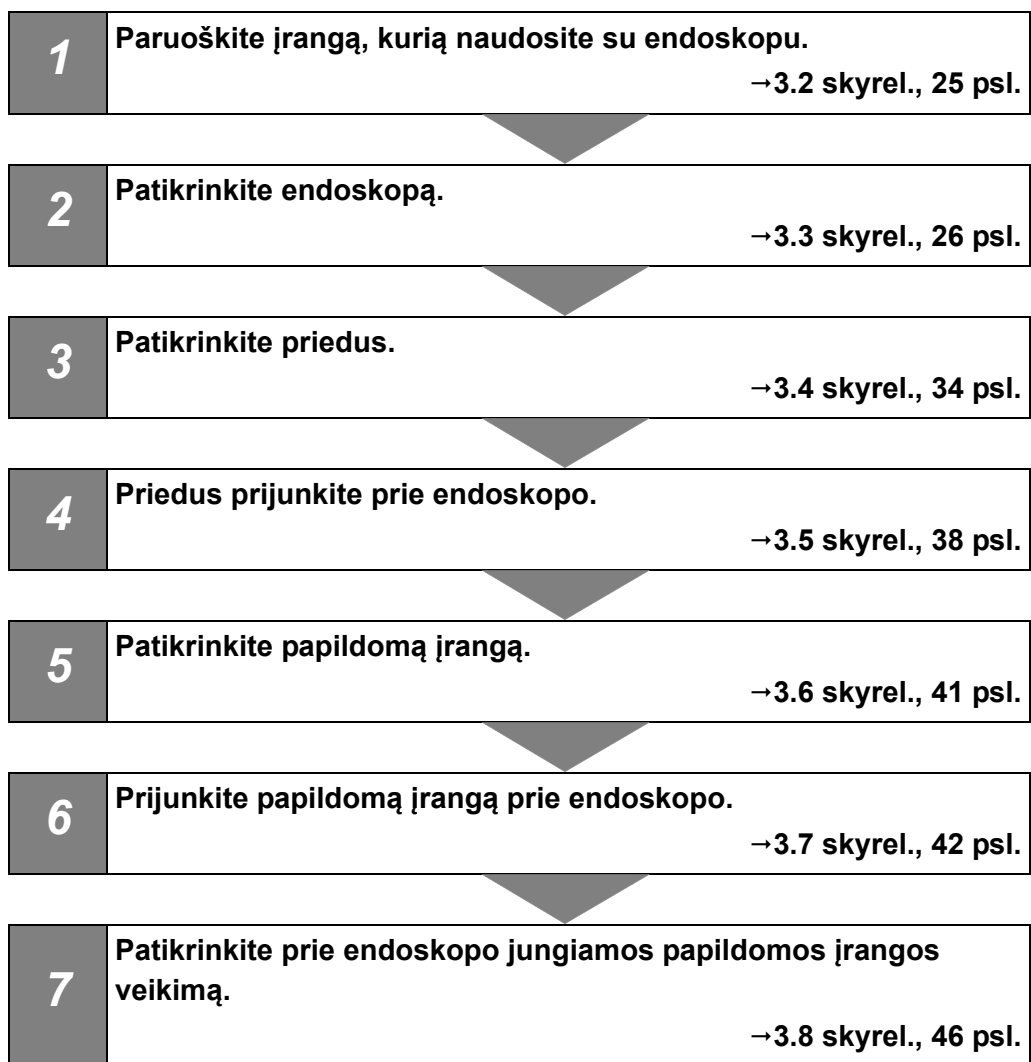 1
Paruoškite įrangą, kurią naudosite su endoskopu.
→3.2 skyrel., 25 psl.
2
Patikrinkite endoskopą.
→3.3 skyrel., 26 psl.
3
Patikrinkite priedus.
→3.4 skyrel., 34 psl.
4
Priedus prijunkite prie endoskopo.
→3.5 skyrel., 38 psl.
5
Patikrinkite papildomą įrangą.
→3.6 skyrel., 41 psl.
6
Prijunkite papildomą įrangą prie endoskopo.
→3.7 skyrel., 42 psl.
7
Patikrinkite prie endoskopo jungiamos papildomos įrangos
veikimą.
→3.8 skyrel., 46 psl.